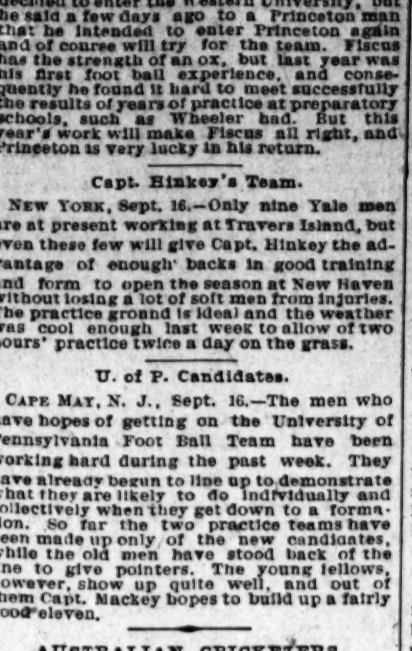 decided to enter the Western University, but
he said a few days ago to a Princeton man
that he intended to enter Princeton again
and of course will try for the team. Fiscus
has the strength of an ox, but last year was
his first foot ball experience, and conse-
quently he found it hard to meet successfully
the results of years of practice at preparatory
schools, such as Wheeler had. But this
year's work will make Fiscus all right, and
Princeton is very lucky in his return.
Capt. Hinkey's Team.
NEW YORK, Sept. 16.—Only nine Yale men
are at present working at Travers Island, but
even these few will give Capt. Hinkey the ad-
vantage of enough backs in good training
and form to open the season at New Haven
without losing a lot of soft men from injuries.
The practice ground is ideal and the weather
was cool enough last week to allow of two
hours' practice twice a day on the grass.
U. of P. Candidates.
CAPE MAY, N. J., Sept. 16.—The men who
have hopes of getting on the University of
Pennsylvania Foot Ball Team have been
working hard during the past week. They
have already begun to line up to demonstrate
what they are likely to do individually and
collectively when they get down to a forma-
tion. So far the two practice teams have
been made up only of the new candidates,
while the old men have stood back of the
line to give pointers. The young fellows,
however, show up quite well, and out of
them Capt. Mackey hopes to build up a fairly
good eleven.
AUSTRALIAN CRICKETERS